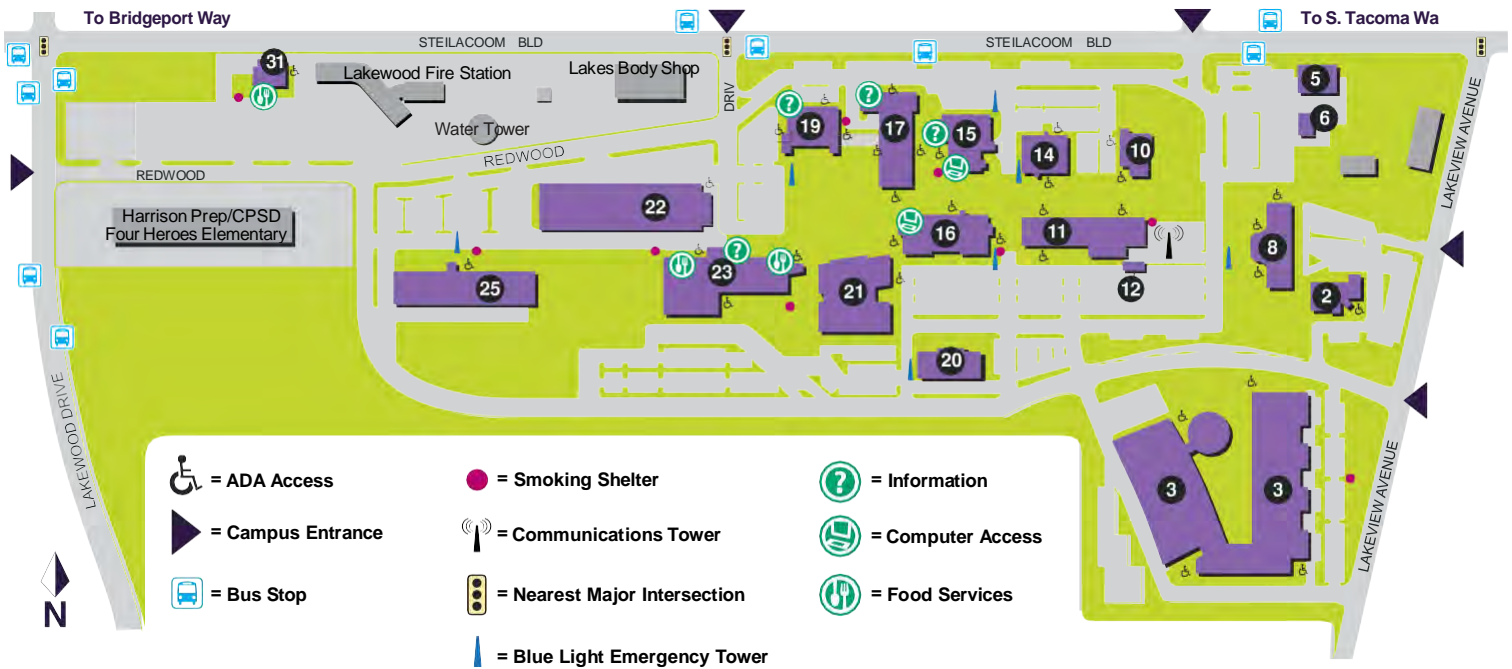 To Bridgeport Way
To S. Tacoma Wa
STEILACOOM BLD
STEILACOOM BLD
31
Lakewood Fire Station
Lakes Body Shop
Water Tower
DRIV
REDWOOD
REDWOOD
Harrison Prep/CPSD
Four Heroes Elementary
19
17
15
14
10
5
6
LAKEVIEW AVENUE
22
16
11
8
23
25
21
12
2
20
LAKEWOOD DRIVE
3
3
LAKEVIEW AVENUE
= ADA Access
= Smoking Shelter
= Information
= Campus Entrance
= Communications Tower
= Computer Access
= Bus Stop
= Nearest Major Intersection
= Food Services
N
= Blue Light Emergency Tower